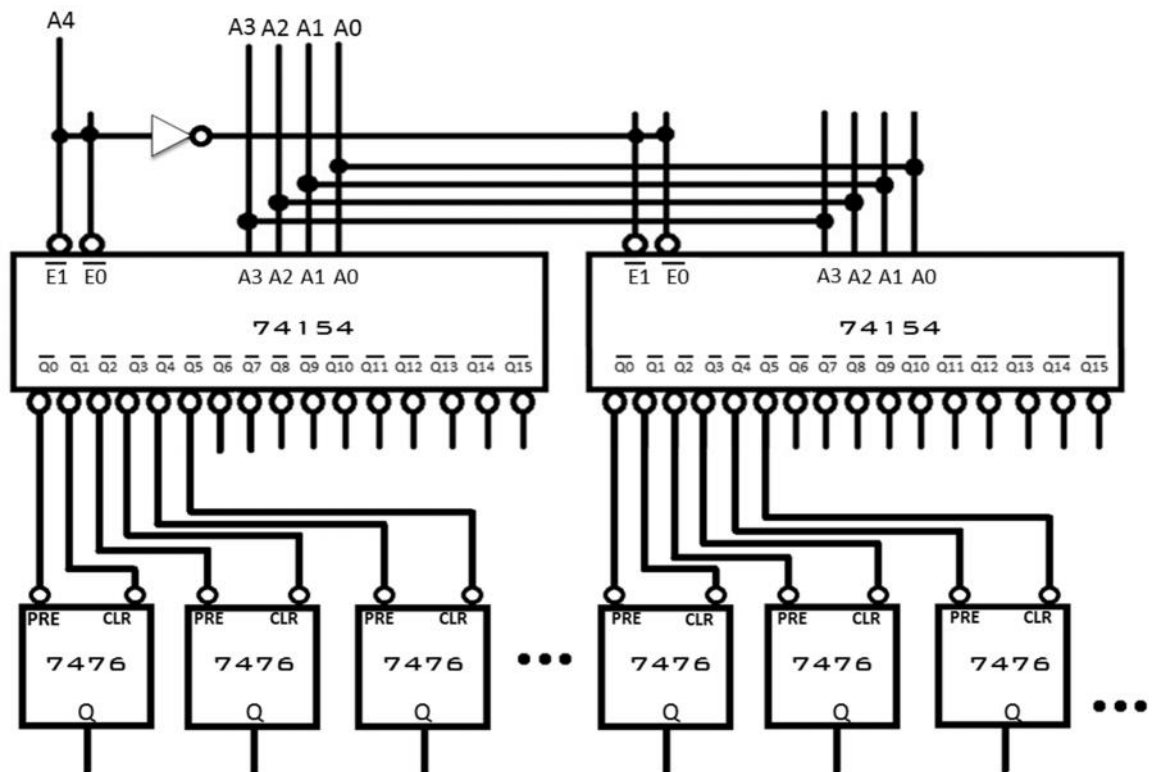 A4 A3 A2 A1 A0
E1 E0 A3 A2 A1 A0 E1 E0 A3 A2 A1 A0
74154 74154
Q0 Q1 Q2 Q3 Q4 Q5 Q6 Q7 Q8 Q9 Q10 Q11 Q12 Q13 Q14 Q15 Q0 Q1 Q2 Q3 Q4 Q5 Q6 Q7 Q8 Q9 Q10 Q11 Q12 Q13 Q14 Q15
PRE CLR PRE CLR PRE CLR PRE CLR PRE CLR PRE CLR
7476 7476 7476 ••• 7476 7476 7476 •••
Q Q Q Q Q Q